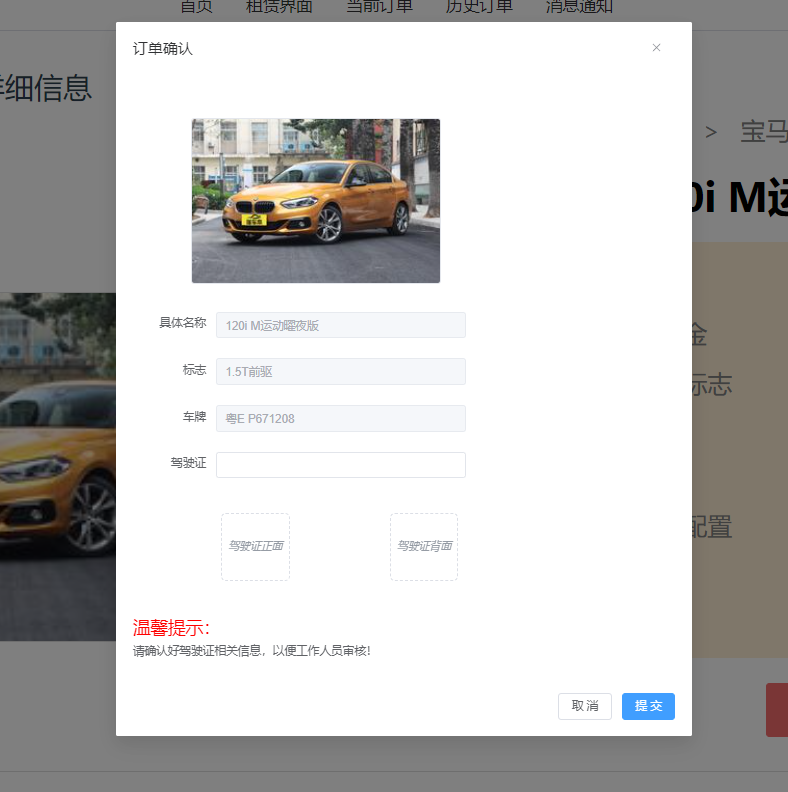 首页 租赁界面 当前订单 历史订单 消息通知
订单确认
细信息
> 宝马
0i M运
金
标志
配置
具体名称 120i M运动曜夜版
标志 1.5T前驱
车牌 粤E P671208
驾驶证
驾驶证正面 驾驶证背面
温馨提示：
请确认好驾驶证相关信息，以便工作人员审核！
取消 提交